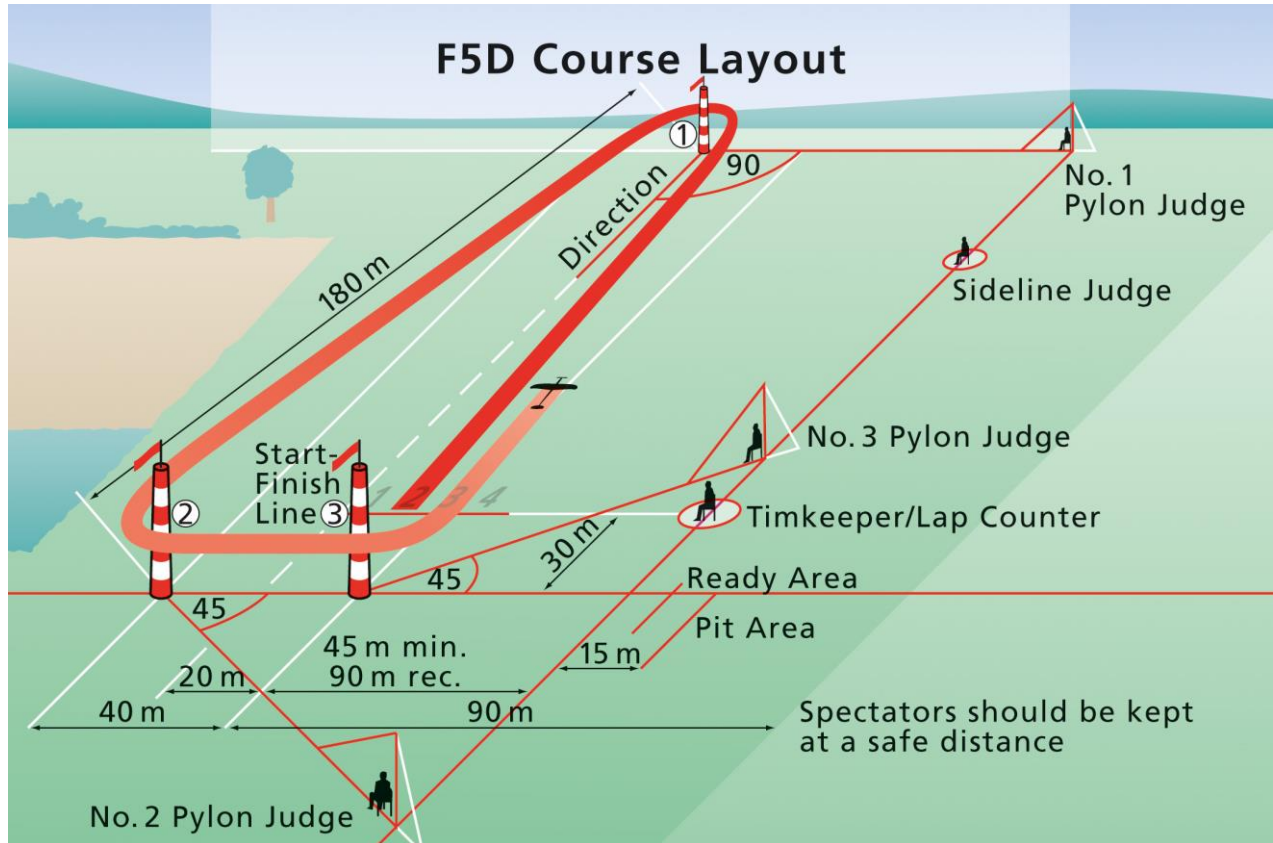 F5D Course Layout
1
90
No. 1
Pylon Judge
Direction
180 m
Sideline Judge
No. 3 Pylon Judge
Start-
Finish
Line
2
3
1 2 3 4
Timkeeper/Lap Counter
30 m
45
Ready Area
45
Pit Area
45 m min.
90 m rec.
15 m
20 m
40 m
90 m
Spectators should be kept
at a safe distance
No. 2 Pylon Judge